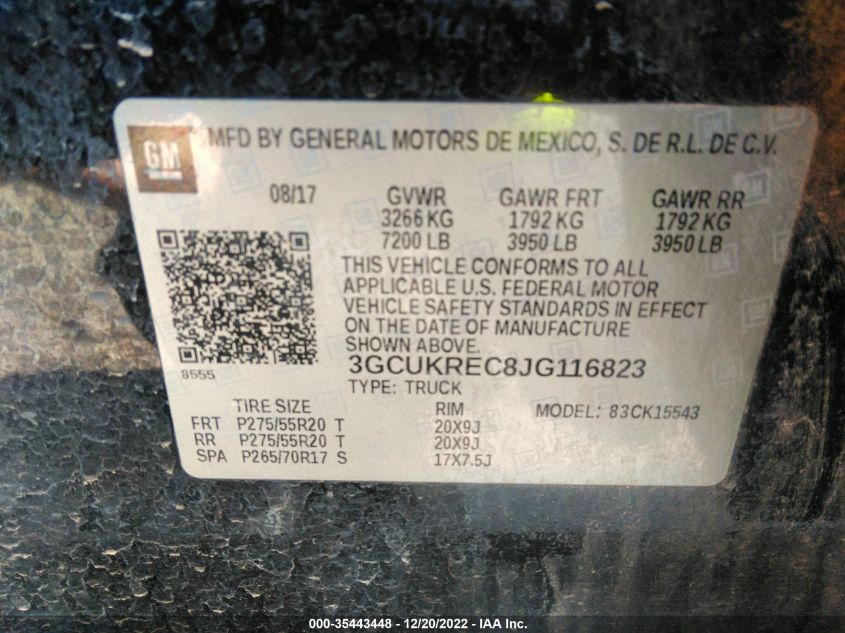 GM
MFD BY GENERAL MOTORS DE MEXICO, S. DE R.L. DE C.V.
08/17 GVWR GAWR FRT GAWR RR
3266 KG 1792 KG 1792 KG
7200 LB 3950 LB 3950 LB
THIS VEHICLE CONFORMS TO ALL
APPLICABLE U.S. FEDERAL MOTOR
VEHICLE SAFETY STANDARDS IN EFFECT
ON THE DATE OF MANUFACTURE
SHOWN ABOVE.
8555 3GCUKREC8JG116823
TYPE: TRUCK
TIRE SIZE RIM MODEL: 83CK15543
FRT P275/55R20 T 20X9J
RR P275/55R20 T 20X9J
SPA P265/70R17 S 17X7.5J
000-35443448 - 12/20/2022 - IAA Inc.